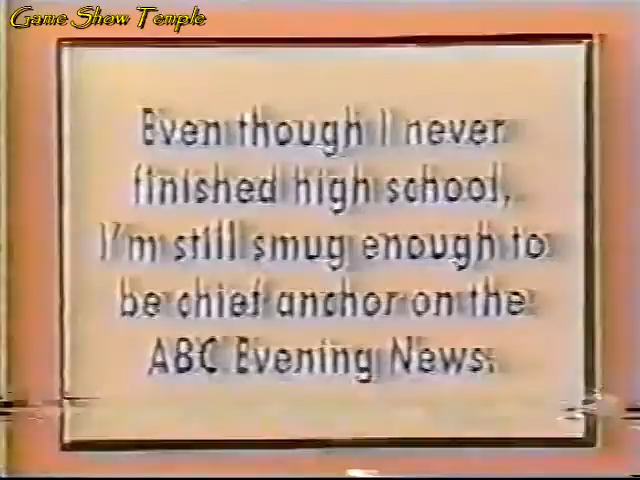 Game Show Temple
Even though I never
finished high school,
I'm still smug enough to
be chief anchor on the
ABC Evening News.